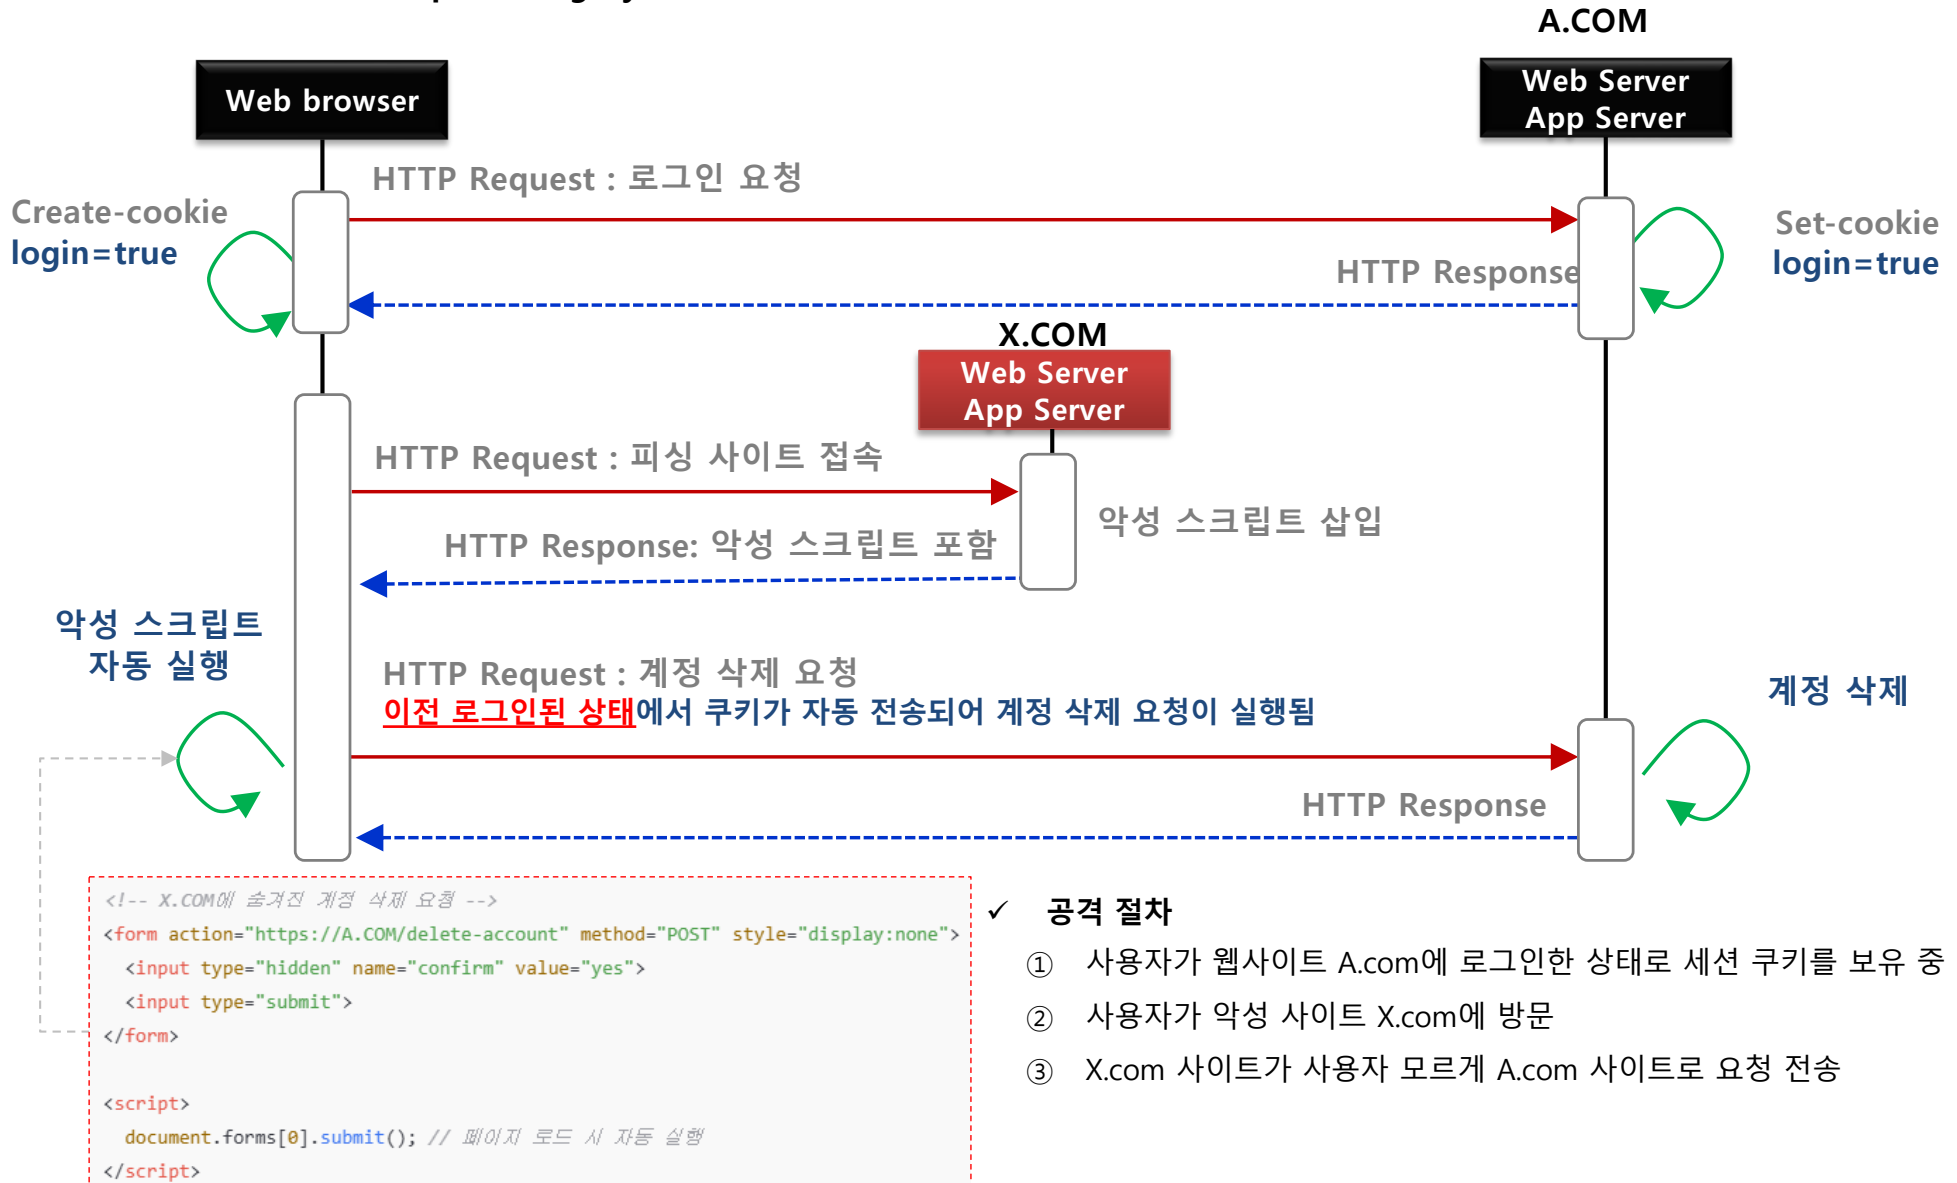 A.COM
Web browser
Web Server
App Server
HTTP Request : 로그인 요청
Create-cookie
login=true
Set-cookie
login=true
HTTP Response
X.COM
Web Server
App Server
HTTP Request : 피싱 사이트 접속
악성 스크립트 삽입
HTTP Response: 악성 스크립트 포함
악성 스크립트
자동 실행
HTTP Request : 계정 삭제 요청
이전 로그인된 상태에서 쿠키가 자동 전송되어 계정 삭제 요청이 실행됨
계정 삭제
HTTP Response
<!-- X.COM에 숨겨진 계정 삭제 요청 -->
<form action="https://A.COM/delete-account" method="POST" style="display:none">
<input type="hidden" name="confirm" value="yes">
<input type="submit">
</form>
<script>
document.forms[0].submit(); // 페이지 로드 시 자동 실행
</script>
✓ 공격 절차
① 사용자가 웹사이트 A.com에 로그인한 상태로 세션 쿠키를 보유 중
② 사용자가 악성 사이트 X.com에 방문
③ X.com 사이트가 사용자 모르게 A.com 사이트로 요청 전송